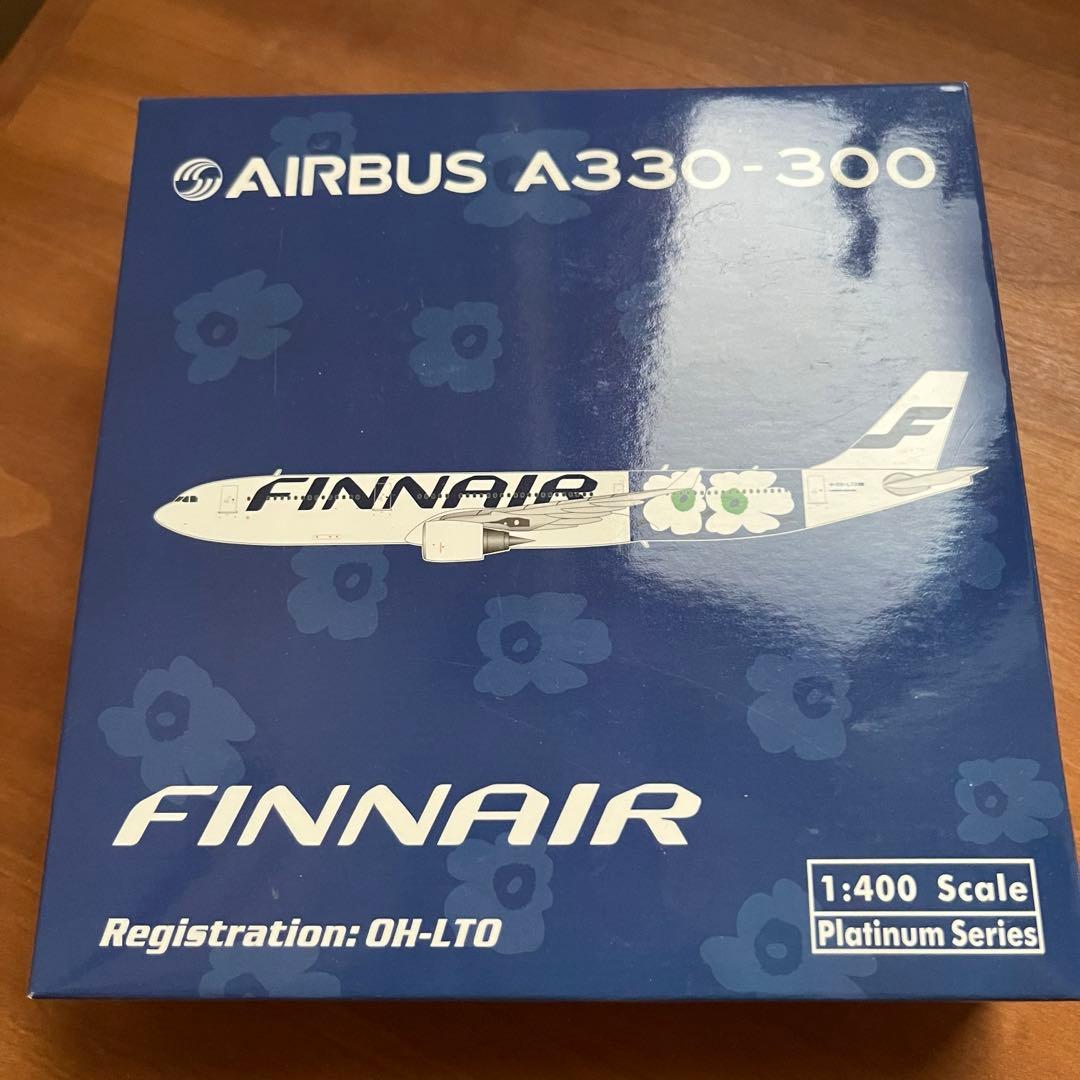 AIRBUS A330-300
FINNAIR
FINNAIR
Registration: OH-LTO
1:400 Scale
Platinum Series